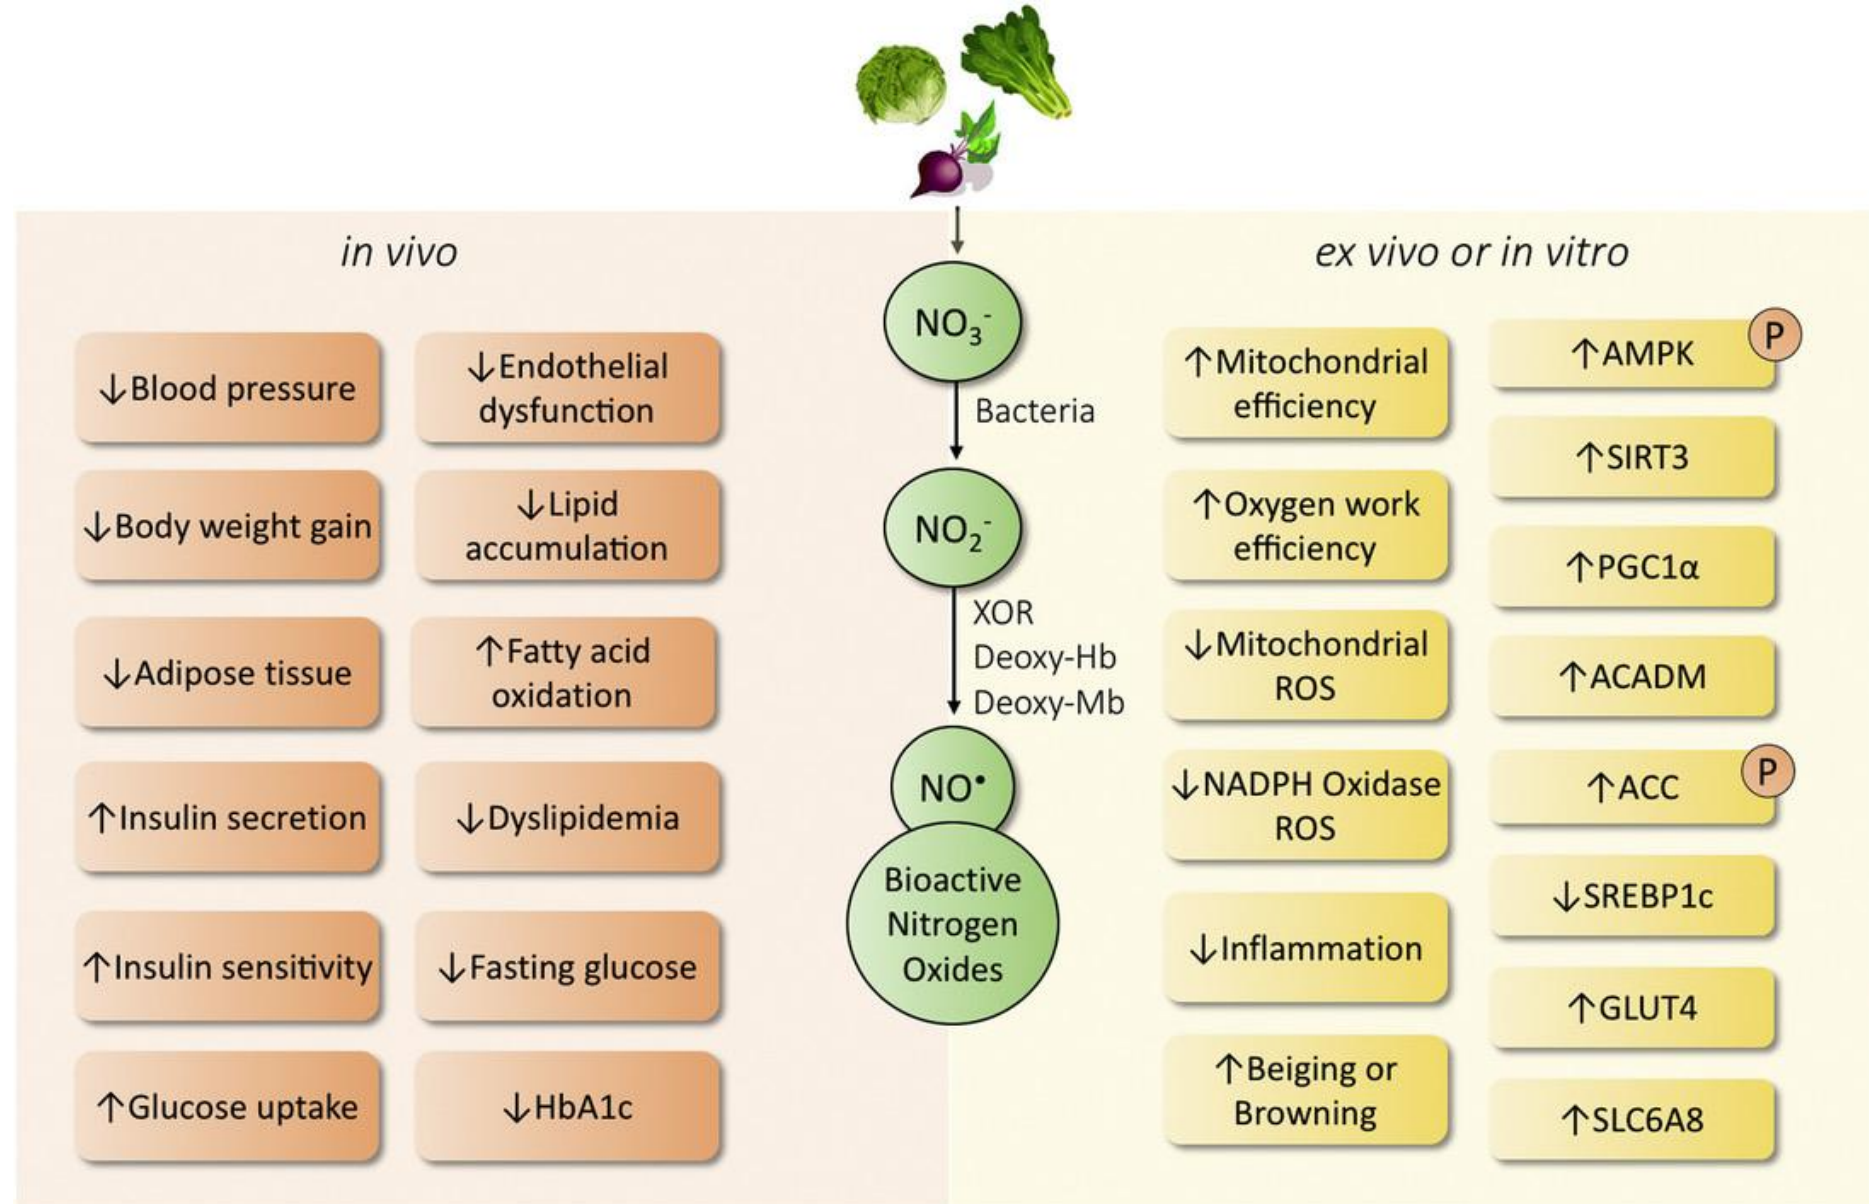 in vivo
↓Blood pressure
↓Endothelial
dysfunction
↓Body weight gain
↓Lipid
accumulation
↓Adipose tissue
↑Fatty acid
oxidation
↑Insulin secretion
↓Dyslipidemia
↑Insulin sensitivity
↓Fasting glucose
↑Glucose uptake
↓HbA1c
NO₃⁻
Bacteria
NO₂⁻
XOR
Deoxy-Hb
Deoxy-Mb
NO•
Bioactive
Nitrogen
Oxides
ex vivo or in vitro
↑Mitochondrial
efficiency
↑Oxygen work
efficiency
↓Mitochondrial
ROS
↓NADPH Oxidase
ROS
↓Inflammation
↑Beiging or
Browning
↑AMPK
P
↑SIRT3
↑PGC1α
↑ACADM
↑ACC
P
↓SREBP1c
↑GLUT4
↑SLC6A8